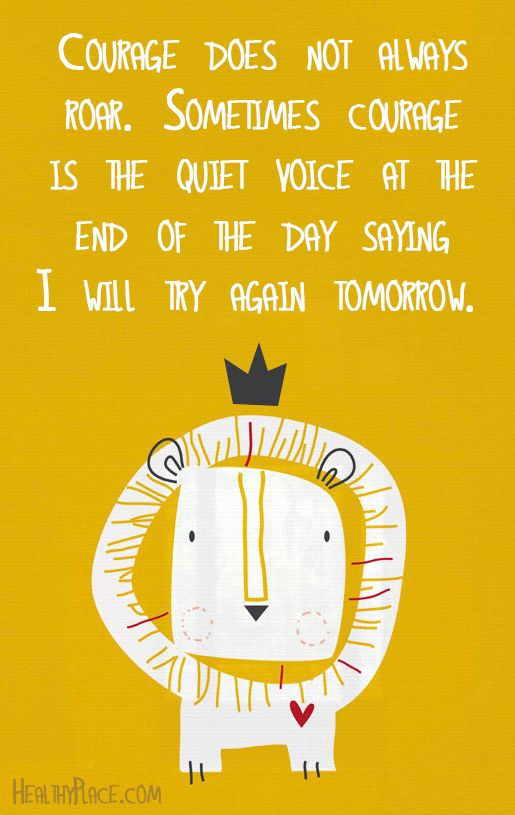 Courage does not always
roar. Sometimes courage
is the quiet voice at the
end of the day saying
I will try again tomorrow.
HealthyPlace.com